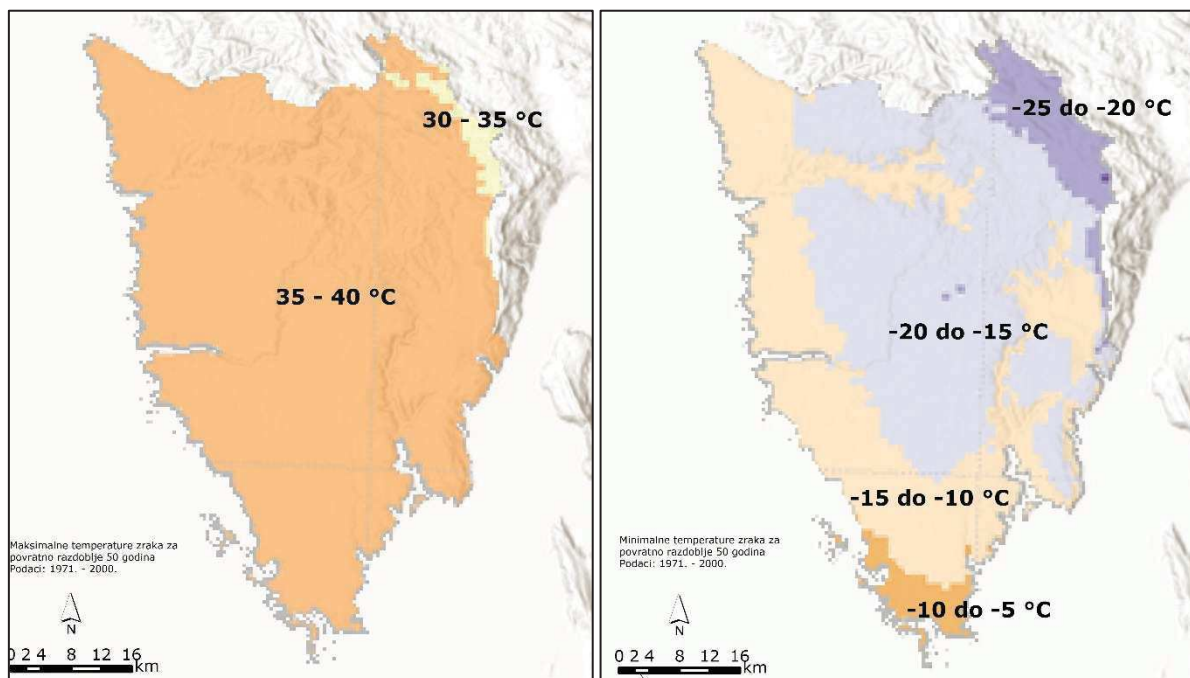 30 - 35 °C
35 - 40 °C
Maksimalne temperature zraka za
povratno razdoblje 50 godina
Podaci: 1971. - 2000.
N
0 2 4 8 12 16
km
-25 do -20 °C
-20 do -15 °C
-15 do -10 °C
Minimalne temperature zraka za
povratno razdoblje 50 godina
Podaci: 1971. - 2000.
-10 do -5 °C
N
0 2 4 8 12 16
km